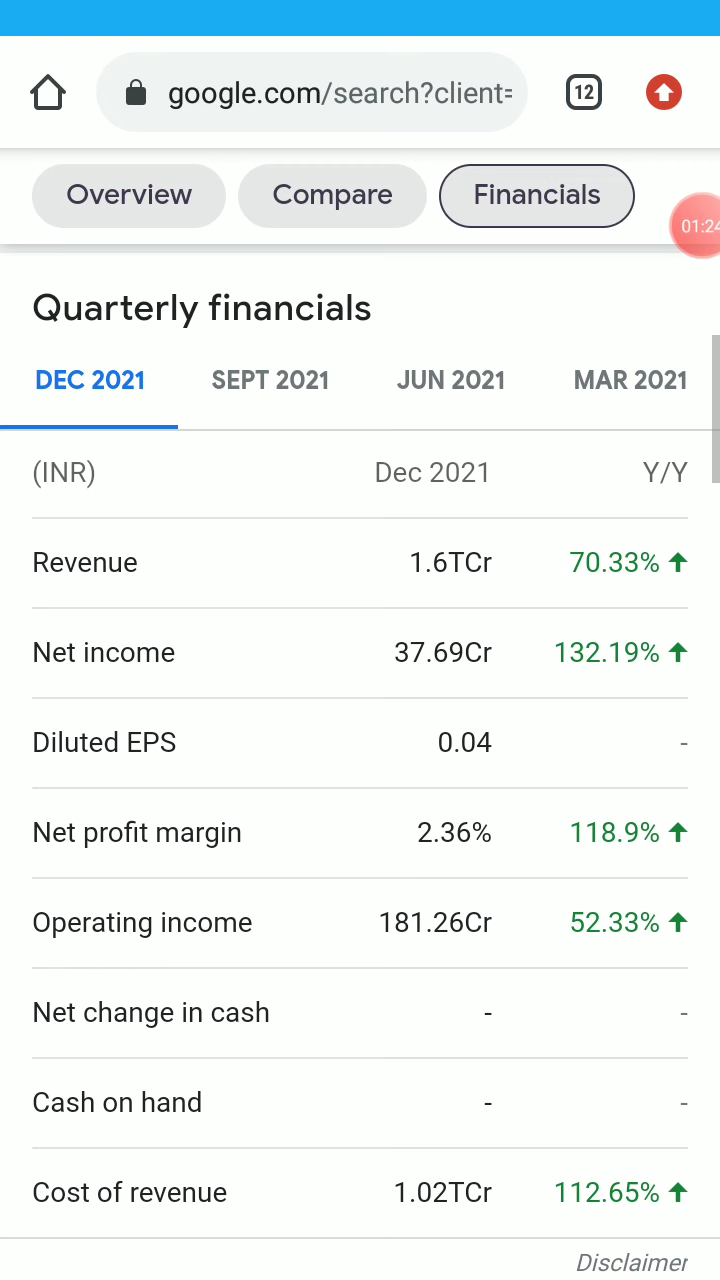 google.com/search?client=
12
Overview Compare Financials
01:24
Quarterly financials
DEC 2021 SEPT 2021 JUN 2021 MAR 2021
(INR) Dec 2021 Y/Y
Revenue 1.6TCr 70.33%
Net income 37.69Cr 132.19%
Diluted EPS 0.04 -
Net profit margin 2.36% 118.9%
Operating income 181.26Cr 52.33%
Net change in cash - -
Cash on hand - -
Cost of revenue 1.02TCr 112.65%
Disclaimer